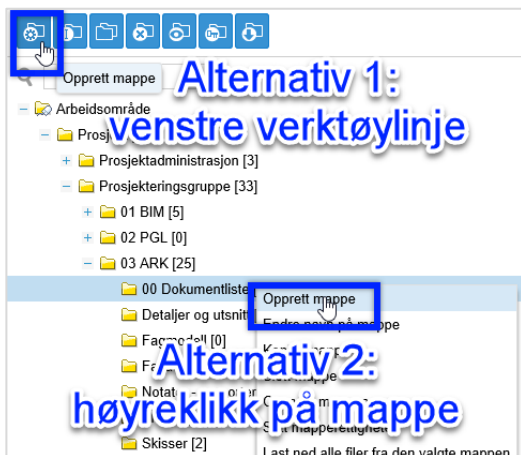 Opprett mappe
Alternativ 1:
venstre verktøylinje
Arbeidsområde
Prosjektadministrasjon [3]
Prosjekteringsgruppe [33]
01 BIM [5]
02 PGL [0]
03 ARK [25]
00 Dokumentliste
Opprett mappe
Detaljer og utsnitt
Endre navn på mappe
Fagmodell [0]
Alternativ 2:
høyreklikk på mappe
Skisser [2]
Last ned alle filer fra den valgte mappen